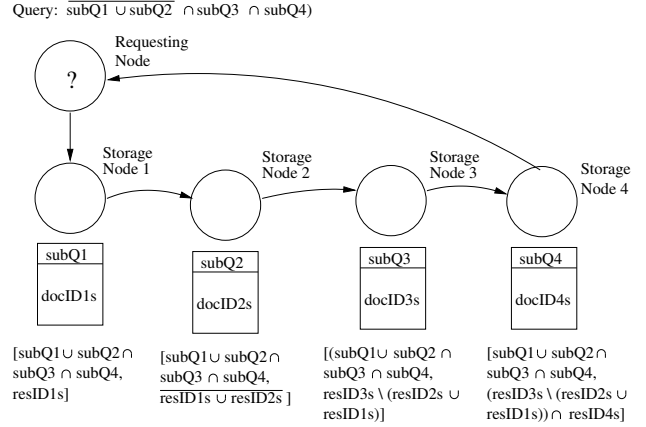 Query: subQ1 ∪ subQ2 ∩ subQ3 ∩ subQ4)
Requesting
Node
?
Storage
Node 1
Storage
Node 2
Storage
Node 3
Storage
Node 4
subQ1
docID1s
subQ2
docID2s
subQ3
docID3s
subQ4
docID4s
[subQ1∪ subQ2∩
subQ3 ∩ subQ4,
resID1s]
[subQ1∪ subQ2∩
subQ3 ∩ subQ4,
resID1s ∪ resID2s ]
[(subQ1∪ subQ2 ∩
subQ3 ∩ subQ4,
resID3s \ (resID2s ∪
resID1s)]
[subQ1∪ subQ2∩
subQ3 ∩ subQ4,
(resID3s \ (resID2s ∪
resID1s)) ∩ resID4s]